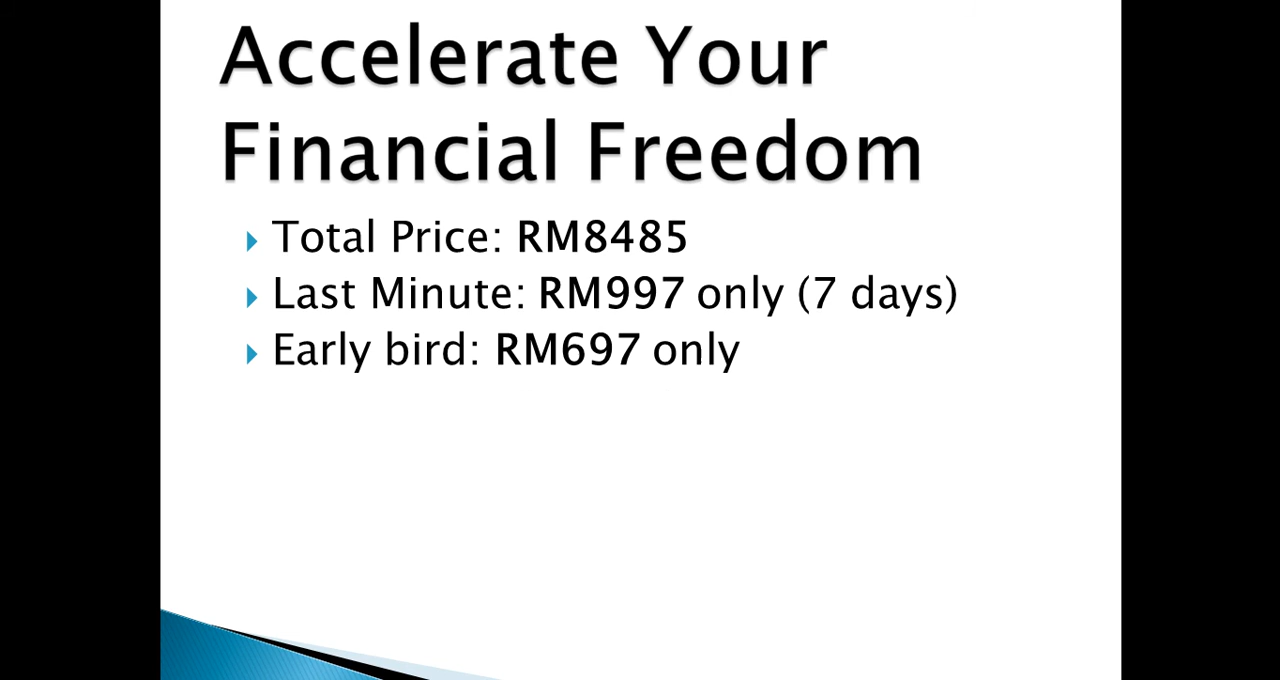 Accelerate Your
Financial Freedom
Total Price: RM8485
Last Minute: RM997 only (7 days)
Early bird: RM697 only